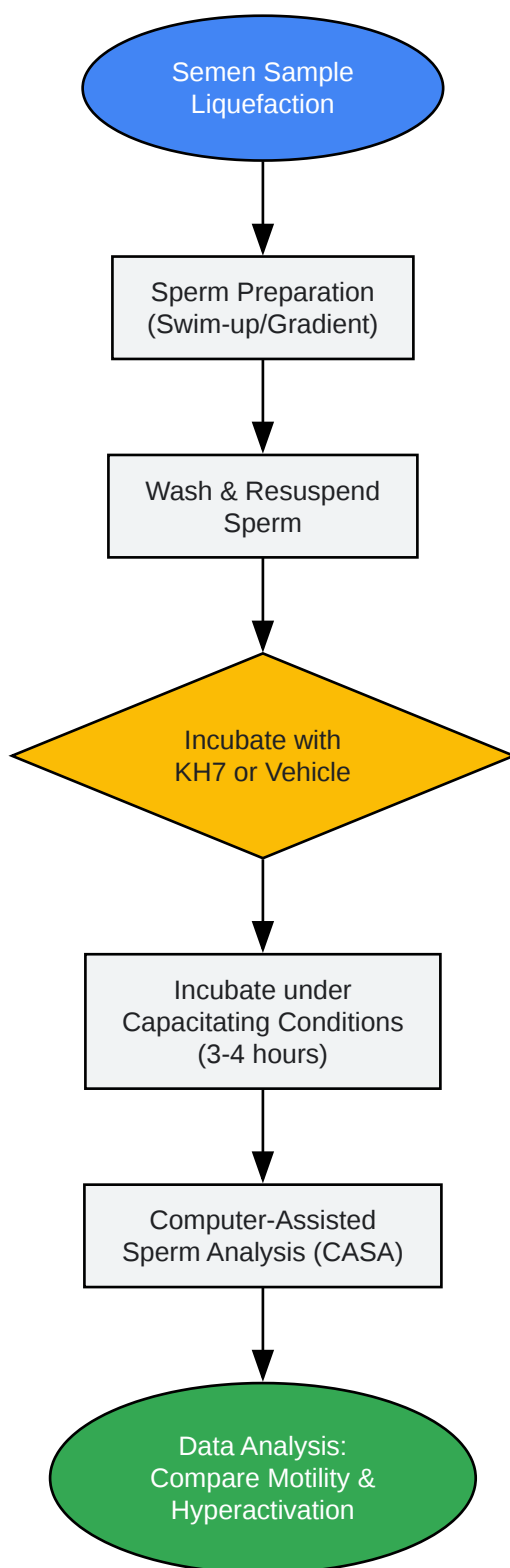 Semen Sample
Liquefaction
Sperm Preparation
(Swim-up/Gradient)
Wash & Resuspend
Sperm
Incubate with
KH7 or Vehicle
Incubate under
Capacitating Conditions
(3-4 hours)
Computer-Assisted
Sperm Analysis (CASA)
Data Analysis:
Compare Motility &
Hyperactivation